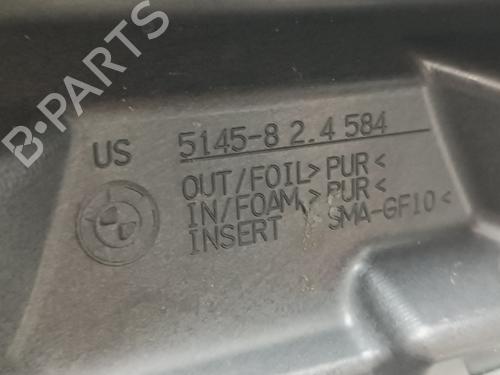 US 5145-8 2.4 584
OUT/FOIL>PUR<
IN/FOAM>PUR<
INSERT >SMA-GF10<
B-PARTS